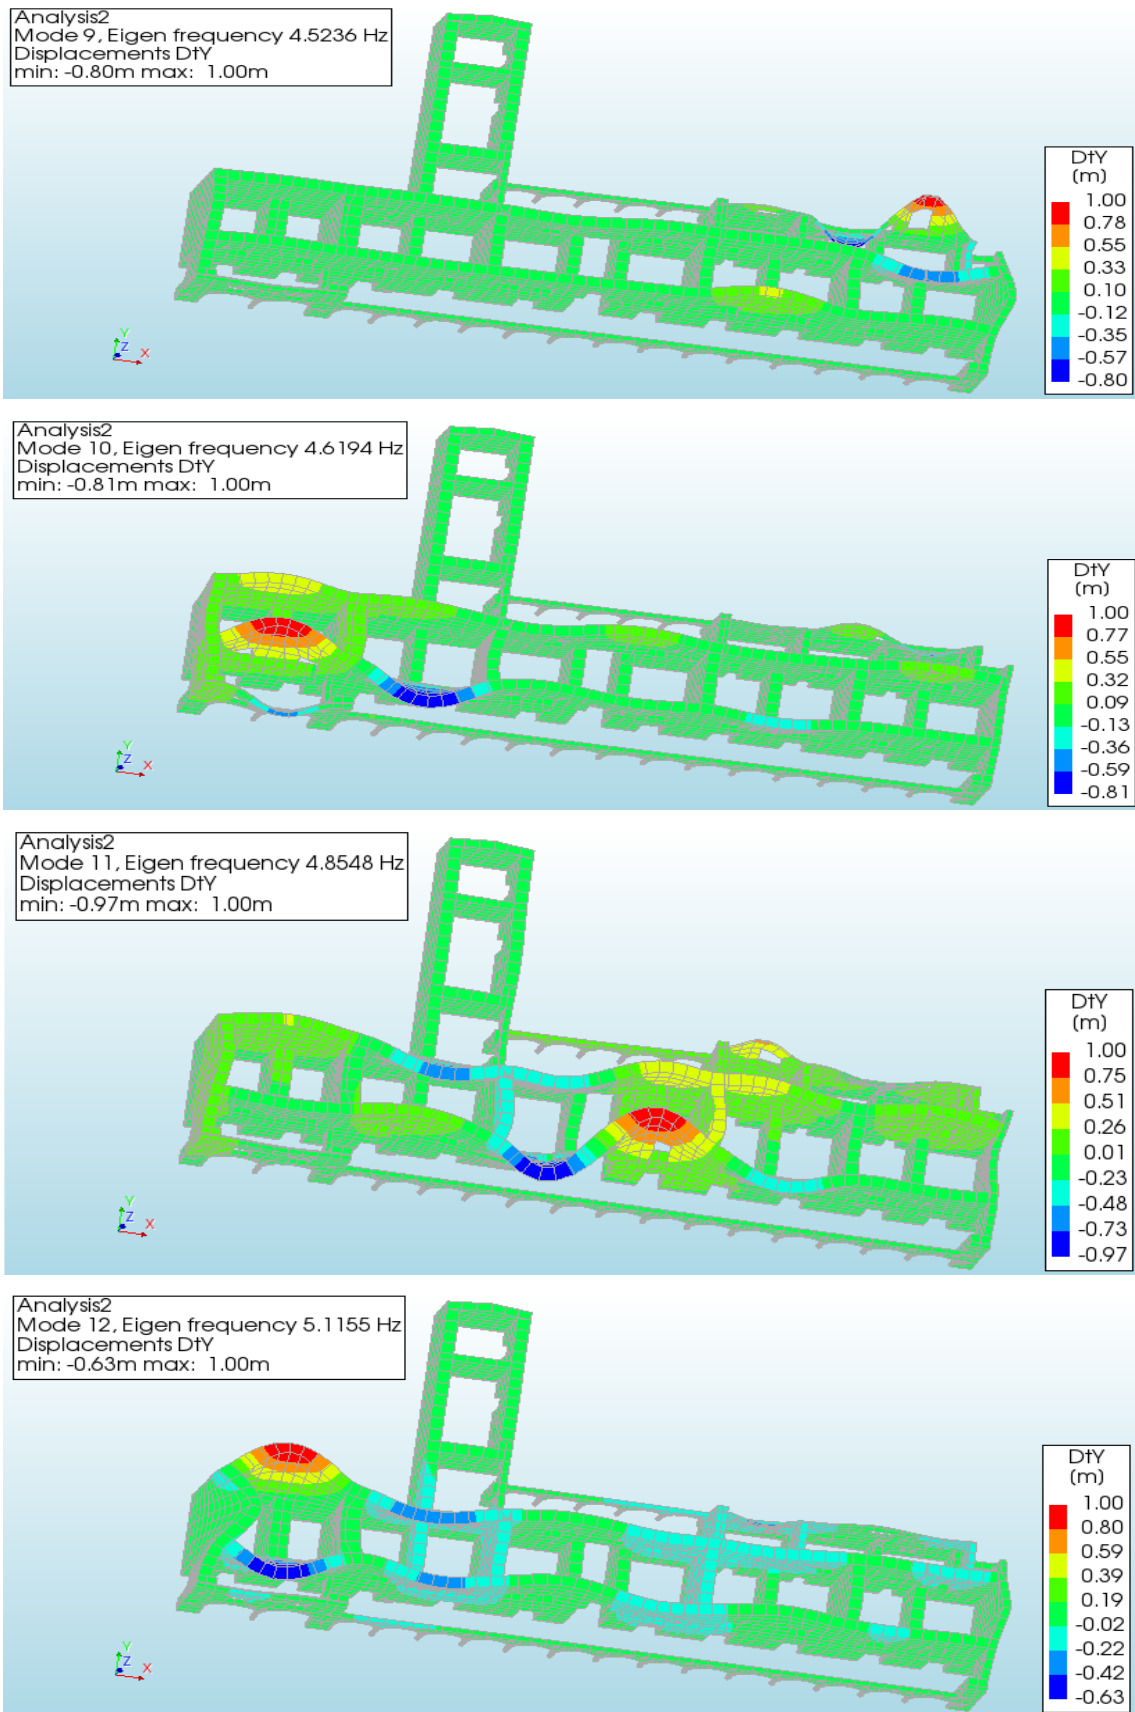 Analysis2
Mode 9, Eigen frequency 4.5236 Hz
Displacements DtY
min: -0.80m max: 1.00m
DtY
(m)
1.00
0.78
0.55
0.33
0.10
-0.12
-0.35
-0.57
-0.80
Y
Z
X
Analysis2
Mode 10, Eigen frequency 4.6194 Hz
Displacements DtY
min: -0.81m max: 1.00m
DtY
(m)
1.00
0.77
0.55
0.32
0.09
-0.13
-0.36
-0.59
-0.81
Y
Z
X
Analysis2
Mode 11, Eigen frequency 4.8548 Hz
Displacements DtY
min: -0.97m max: 1.00m
DtY
(m)
1.00
0.75
0.51
0.26
0.01
-0.23
-0.48
-0.73
-0.97
Y
Z
X
Analysis2
Mode 12, Eigen frequency 5.1155 Hz
Displacements DtY
min: -0.63m max: 1.00m
DtY
(m)
1.00
0.80
0.59
0.39
0.19
-0.02
-0.22
-0.42
-0.63
Y
Z
X